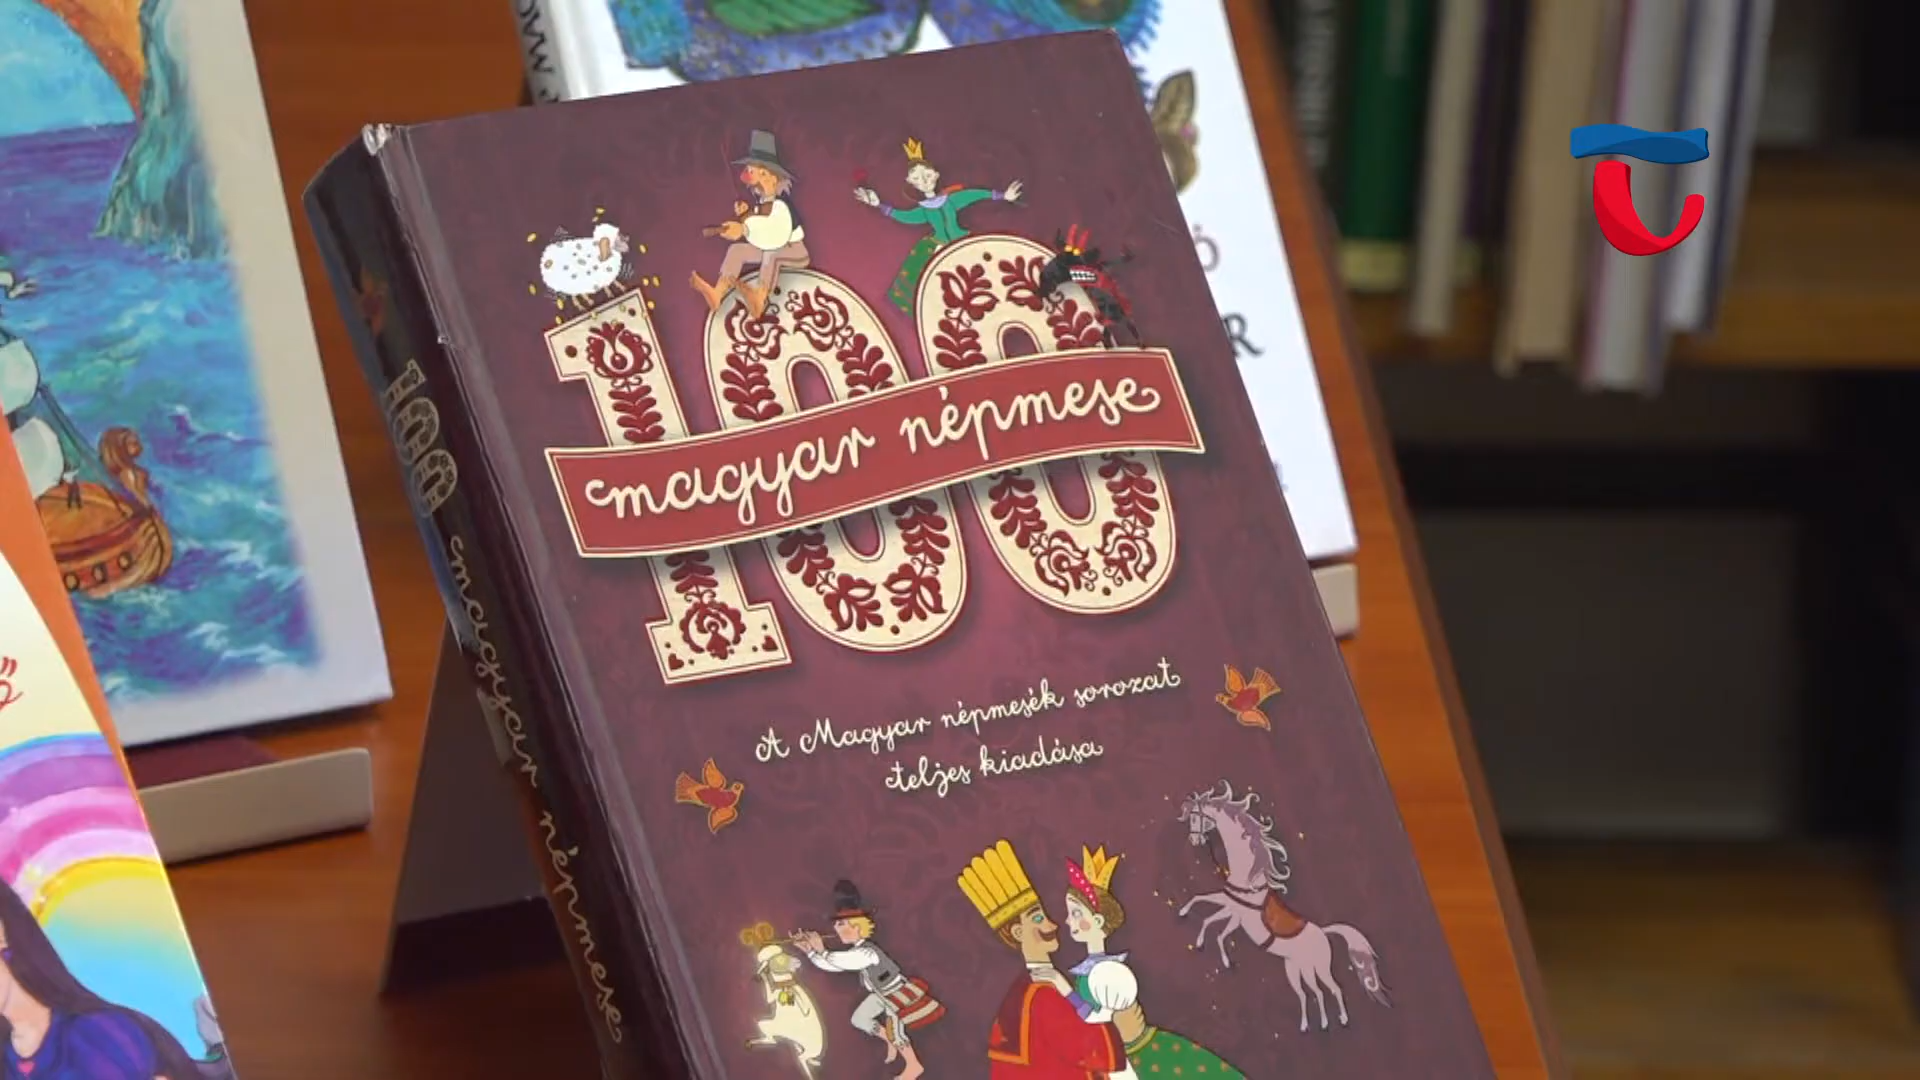 100
magyar népmese
A Magyar népmesék sorozat
teljes kiadása
100 magyar népmese